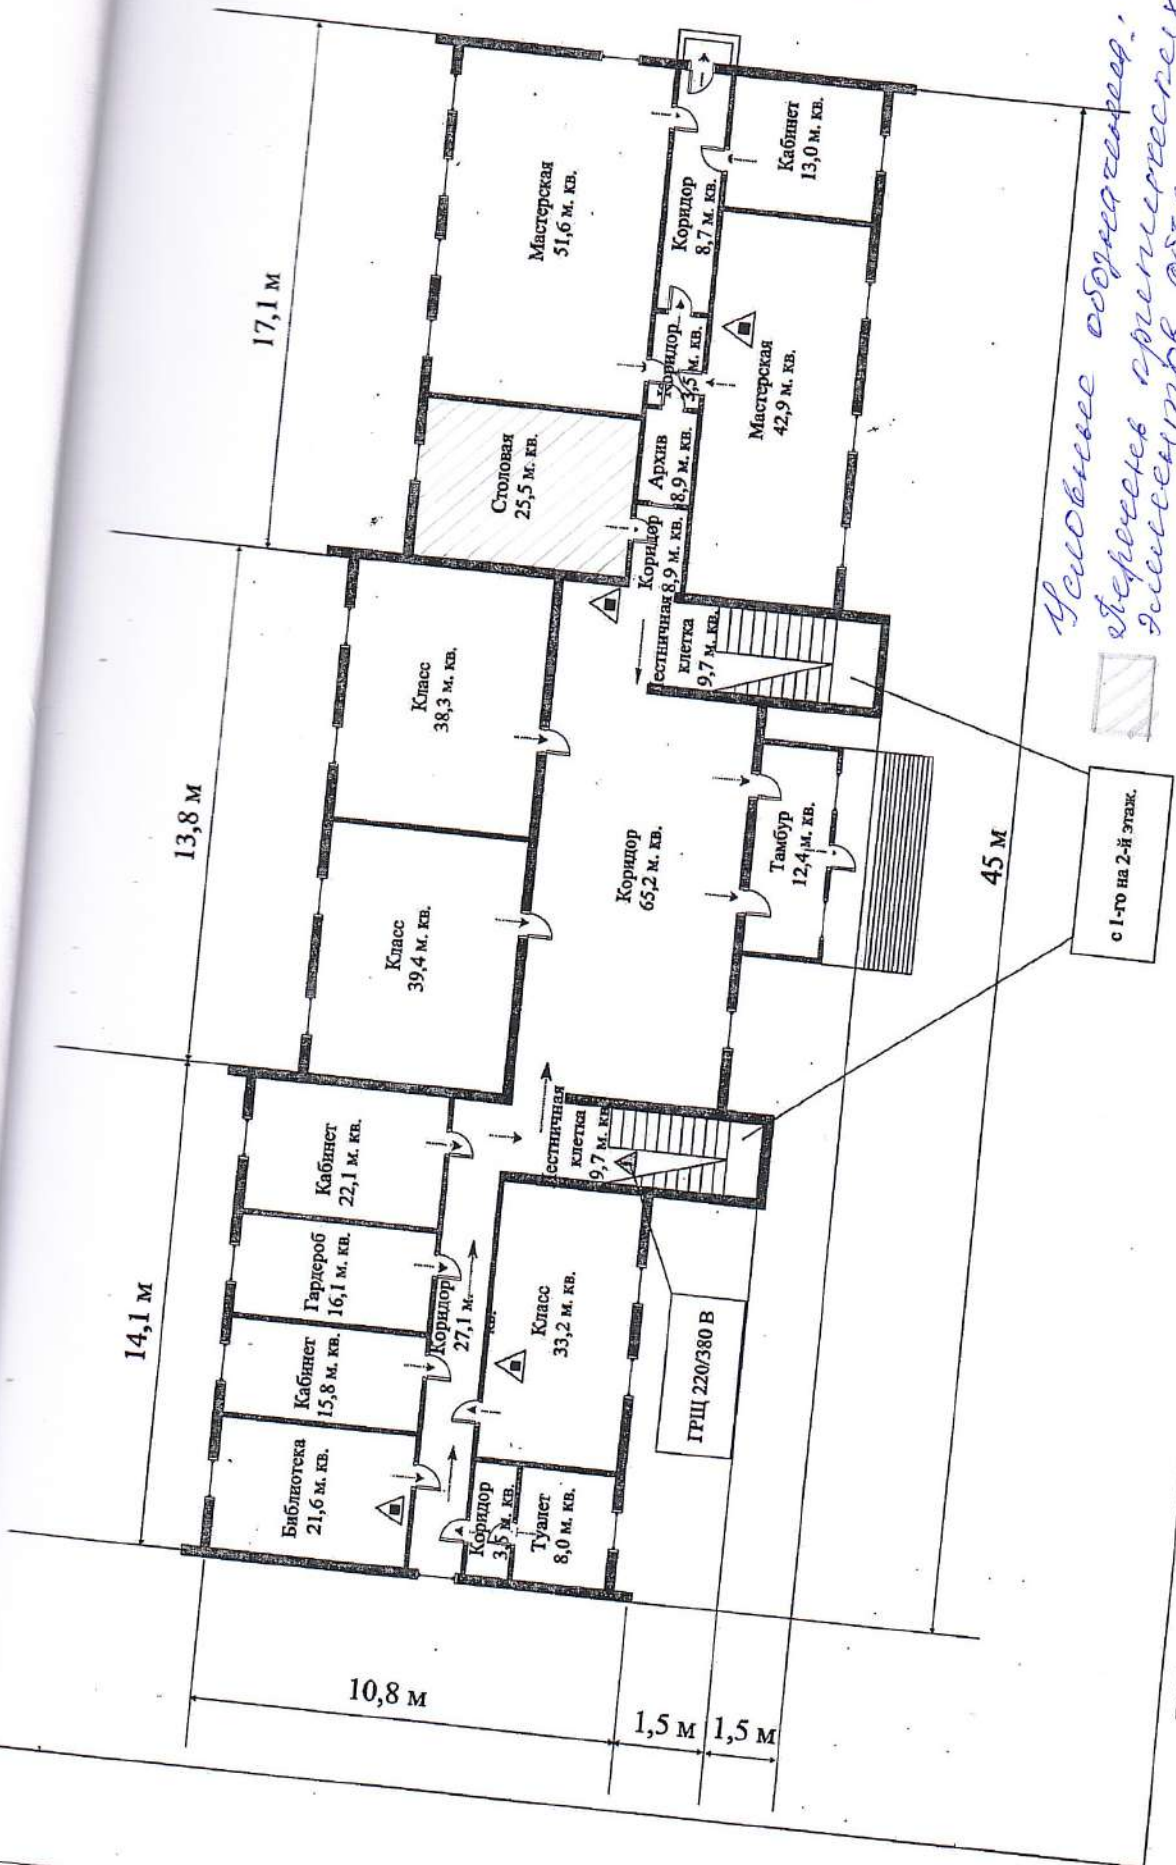 14,1 м
13,8 м
17,1 м
Библиотека
21,6 м. кв.
Кабинет
15,8 м. кв.
Гардероб
16,1 м. кв.
Кабинет
22,1 м. кв.
Класс
39,4 м. кв.
Класс
38,3 м. кв.
Столовая
25,5 м. кв.
Мастерская
51,6 м. кв.
Коридор
27,1 м.
кв.
Коридор
3,5 м. кв.
Туалет
8,0 м. кв.
Класс
33,2 м. кв.
лестничная
клетка
9,7 м. кв.
Коридор
65,2 м. кв.
Тамбур
12,4 м. кв.
лестничная
клетка
9,7 м. кв.
Коридор
8,9 м. кв.
Архив
8,9 м. кв.
Коридор
3,5 м. кв.
Коридор
8,7 м. кв.
Мастерская
42,9 м. кв.
Кабинет
13,0 м. кв.
10,8 м
1,5 м
1,5 м
ГРЩ 220/380 В
45 м
с 1-го на 2-й этаж.
Условные обозначения:
Перечень критических
элементов